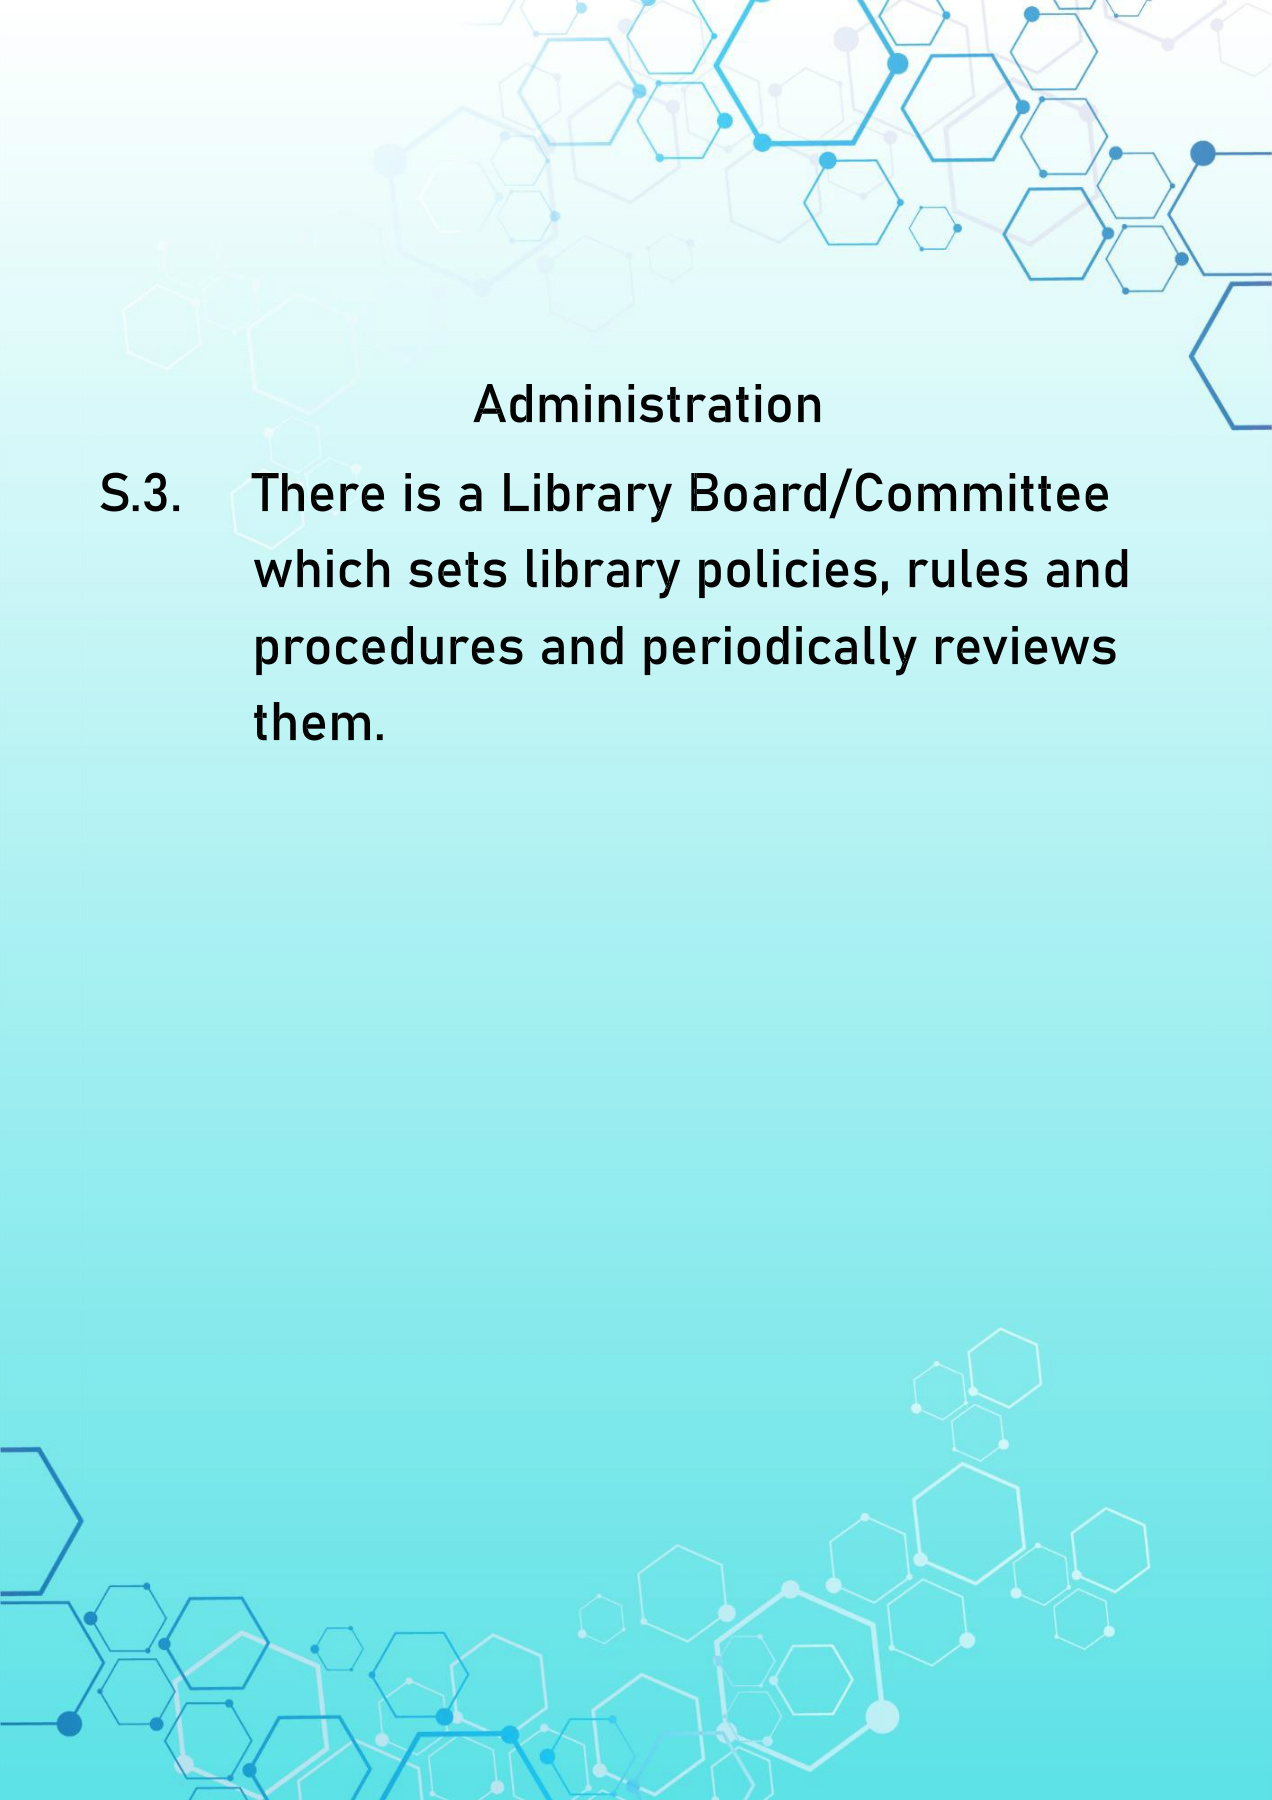 Administration
S.3. There is a Library Board/Committee
which sets library policies, rules and
procedures and periodically reviews
them.